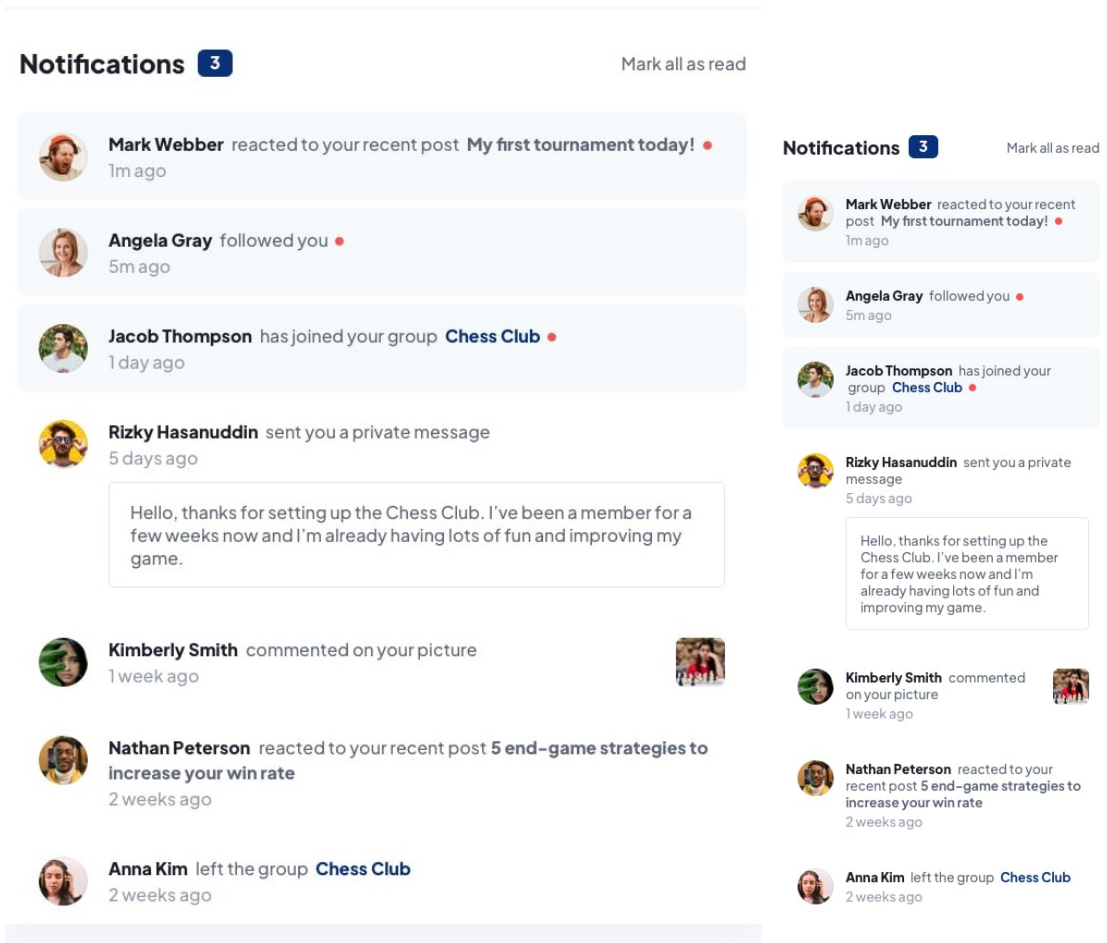 Notifications 3
Mark all as read
Mark Webber reacted to your recent post My first tournament today!
1m ago
Angela Gray followed you
5m ago
Jacob Thompson has joined your group Chess Club
1 day ago
Rizky Hasanuddin sent you a private message
5 days ago
Hello, thanks for setting up the Chess Club. I’ve been a member for a
few weeks now and I’m already having lots of fun and improving my
game.
Kimberly Smith commented on your picture
1 week ago
Nathan Peterson reacted to your recent post 5 end-game strategies to
increase your win rate
2 weeks ago
Anna Kim left the group Chess Club
2 weeks ago
Notifications 3
Mark all as read
Mark Webber reacted to your recent
post My first tournament today!
1m ago
Angela Gray followed you
5m ago
Jacob Thompson has joined your
group Chess Club
1 day ago
Rizky Hasanuddin sent you a private
message
5 days ago
Hello, thanks for setting up the
Chess Club. I’ve been a member
for a few weeks now and I’m
already having lots of fun and
improving my game.
Kimberly Smith commented
on your picture
1 week ago
Nathan Peterson reacted to your
recent post 5 end-game strategies to
increase your win rate
2 weeks ago
Anna Kim left the group Chess Club
2 weeks ago